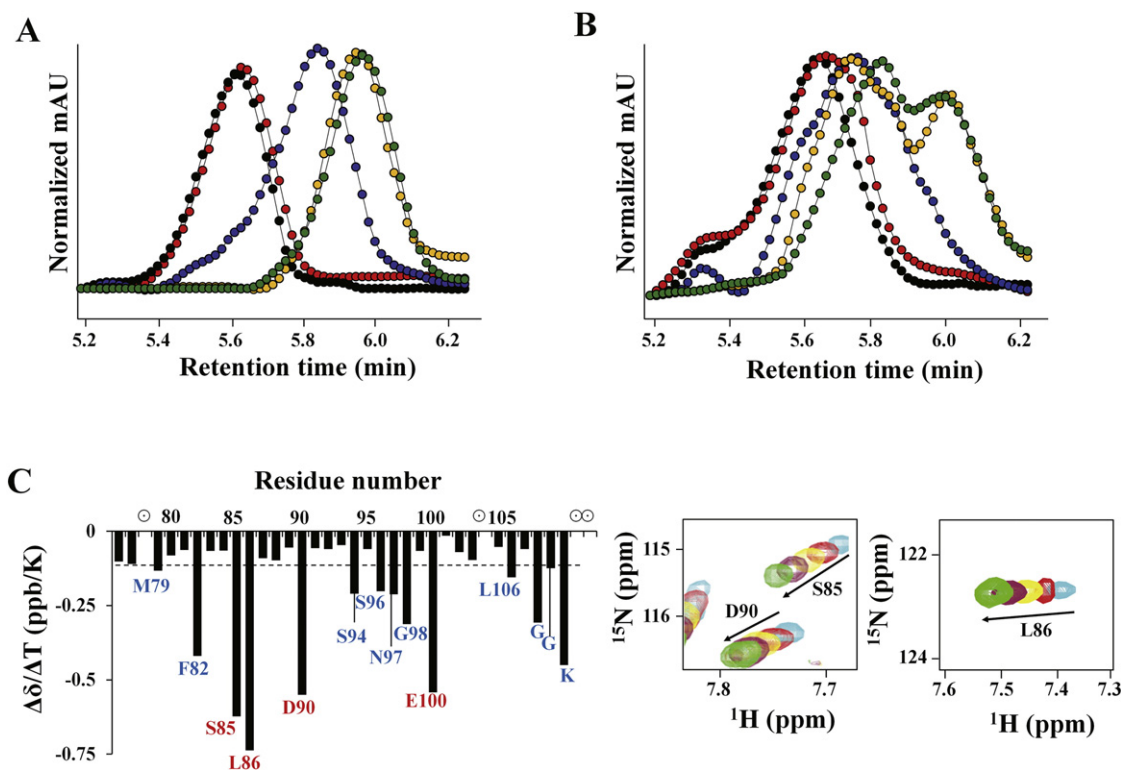 A
Normalized mAU
5.2 5.4 5.6 5.8 6.0 6.2
Retention time (min)
B
Normalized mAU
5.2 5.4 5.6 5.8 6.0 6.2
Retention time (min)
C
Residue number
⊙ 80 85 90 95 100 ⊙ 105 ⊙⊙
0
-0.25
-0.5
-0.75
Δδ/ΔT (ppb/K)
M79
F82
S85
L86
D90
S94
S96
N97
G98
E100
L106
G
G
K
115
116
15N (ppm)
S85
D90
7.8 7.7
1H (ppm)
122
124
15N (ppm)
L86
7.6 7.5 7.4 7.3
1H (ppm)